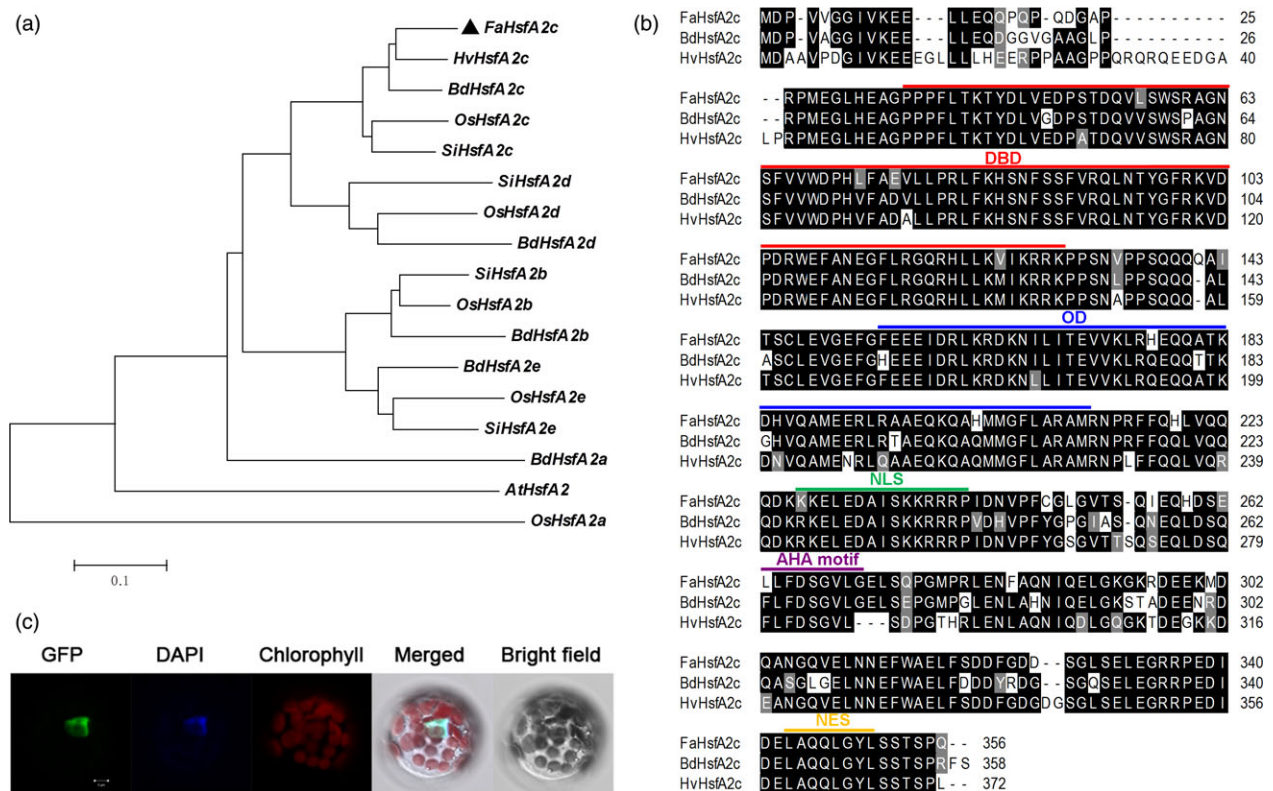 (a)
FaHsfA2c
HvHsfA2c
BdHsfA2c
OsHsfA2c
SiHsfA2c
SiHsfA2d
OsHsfA2d
BdHsfA2d
SiHsfA2b
OsHsfA2b
BdHsfA2b
BdHsfA2e
OsHsfA2e
SiHsfA2e
BdHsfA2a
AtHsfA2
OsHsfA2a
0.1
(b)
FaHsfA2c MDP-VVGGIVKEE---LLEQQPQP-QDGAP---------- 25
BdHsfA2c MDP-VAGGIVKEE---LLEQDGGVGAAGLP---------- 26
HvHsfA2c MDAAVPDGIVKEEEGLLLLHEERPPAAGPPQRQRQEEDGA 40
FaHsfA2c --RPMEGLHEAGPPPFLTKTYDLVEDPSTDQVLSWSRAGN 63
BdHsfA2c --RPMEGLHEAGPPPFLTKTYDLVGDPSTDQVVSWSPAGN 64
HvHsfA2c LPRPMEGLHEAGPPPFLTKTYDLVEDPATDQVVSWSRAGN 80
DBD
FaHsfA2c SFVVWDPHLFAEVLLPRLFKHSNFSSFVRQLNTYGFRKVD 103
BdHsfA2c SFVVWDPHVFADVLLPRLFKHSNFSSFVRQLNTYGFRKVD 104
HvHsfA2c SFVVWDPHVFADALLPRLFKHSNFSSFVRQLNTYGFRKVD 120
FaHsfA2c PDRWEFANEGFLRGQRHLLKVIKRRKPPSNVPPSQQQQAI 143
BdHsfA2c PDRWEFANEGFLRGQRHLLKMIKRRKPPSNLPPSQQQ-AL 143
HvHsfA2c PDRWEFANEGFLRGQRHLLKMIKRRKPPSNAPPSQQQ-AL 159
OD
FaHsfA2c TSCLEVGEFGFEEEIDRLKRDKNILITEVVKLRHEQQATK 183
BdHsfA2c ASCLEVGEFGHEEEIDRLKRDKNILITEVVKLRQEQQTTK 183
HvHsfA2c TSCLEVGEFGFEEEIDRLKRDKNLLITEVVKLRQEQQATK 199
FaHsfA2c DHVQAMEERLRAAEQKQAHMMGFLARAMRNPRFFQHLVQQ 223
BdHsfA2c GHVQAMEERLRTAEQKQAQMMGFLARAMRNPRFFQQLVQQ 223
HvHsfA2c DNVQAMENRLQAAEQKQAQMMGFLARAMRNPLFFQQLVQR 239
NLS
FaHsfA2c QDKKKELEDAISKKRRRPIDNVPFCGLGVTS-QIEQHDSE 262
BdHsfA2c QDKRKELEDAISKKRRRPVDHVPFYGPGIAS-QNEQLDSQ 262
HvHsfA2c QDKRKELEDAISKKRRRPIDNVPFYGSGVTTSQSEQLDSQ 279
AHA motif
FaHsfA2c LLFDSGVLGELSQPGMPRLENFAQNIQELGKGKRDEEKMD 302
BdHsfA2c FLFDSGVLGELSEPGMPGLENLAHNIQELGKSTADEENRD 302
HvHsfA2c FLFDSGVL---SDPGTHRLENLAQNIQDLGQGKTDEGKKD 316
FaHsfA2c QANGQVELNNEFWAELFSDDFGDD--SGLSELEGRRPEDI 340
BdHsfA2c QASGLGELNNEFWAELFDDDYRDG--SGQSELEGRRPEDI 340
HvHsfA2c EANGQVELNNEFWAELFSDDFGDGDGSGLSELEGRRPEDI 356
NES
FaHsfA2c DELAQQLGYLSSTSPQ-- 356
BdHsfA2c DELAQQLGYLSSTSPRFS 358
HvHsfA2c DELAQQLGYLSSTSPL-- 372
(c)
GFP DAPI Chlorophyll Merged Bright field